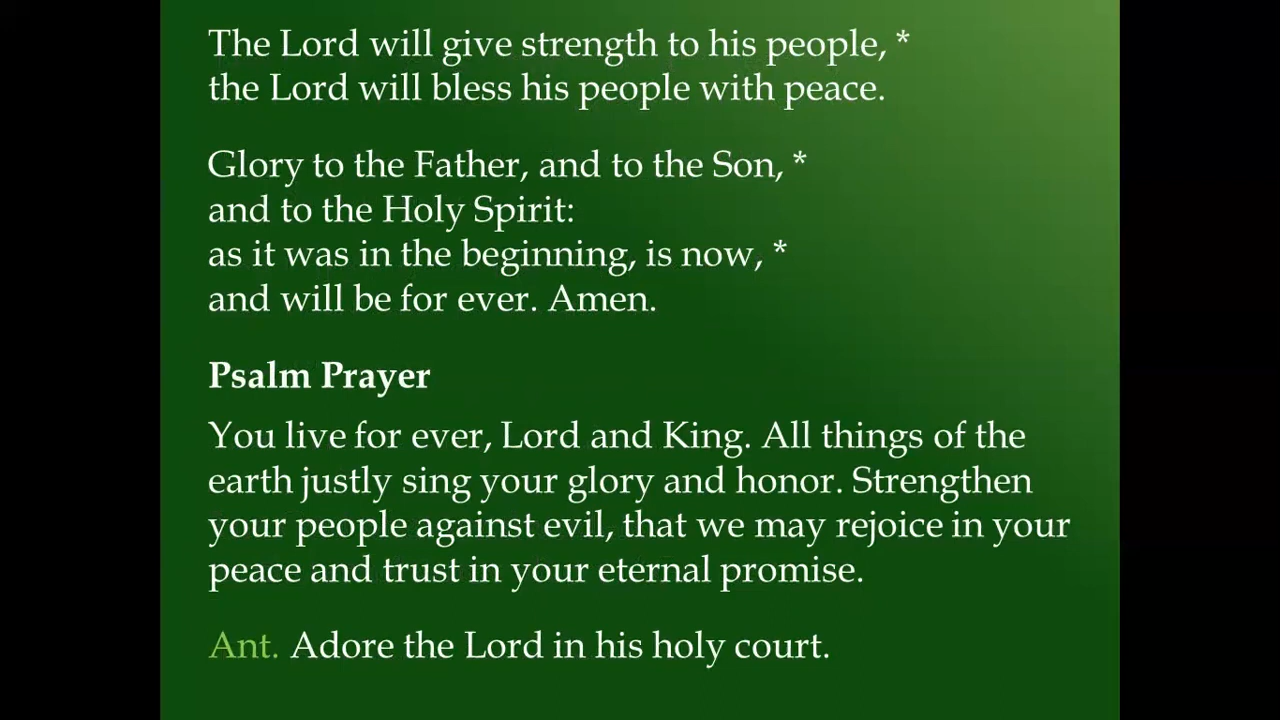 The Lord will give strength to his people, *
the Lord will bless his people with peace.
Glory to the Father, and to the Son, *
and to the Holy Spirit:
as it was in the beginning, is now, *
and will be for ever. Amen.
Psalm Prayer
You live for ever, Lord and King. All things of the
earth justly sing your glory and honor. Strengthen
your people against evil, that we may rejoice in your
peace and trust in your eternal promise.
Ant. Adore the Lord in his holy court.